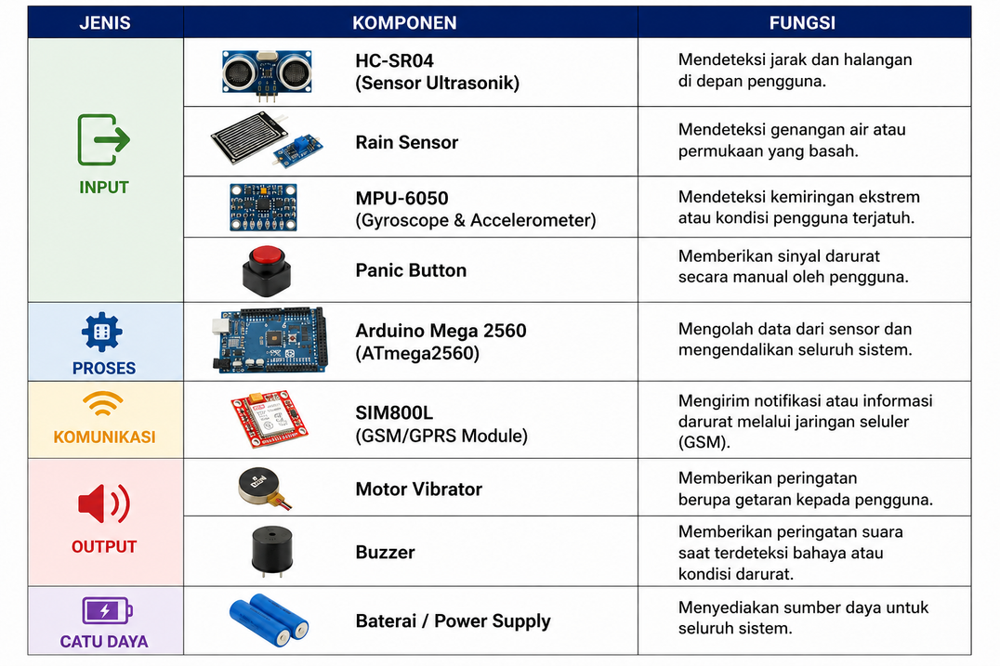 JENIS KOMPONEN FUNGSI
INPUT
HC-SR04
(Sensor Ultrasonik)
Mendeteksi jarak dan halangan
di depan pengguna.
Rain Sensor
Mendeteksi genangan air atau
permukaan yang basah.
MPU-6050
(Gyroscope & Accelerometer)
Mendeteksi kemiringan ekstrem
atau kondisi pengguna terjatuh.
Panic Button
Memberikan sinyal darurat
secara manual oleh pengguna.
PROSES
Arduino Mega 2560
(ATmega2560)
Mengolah data dari sensor dan
mengendalikan seluruh sistem.
KOMUNIKASI
SIM800L
(GSM/GPRS Module)
Mengirim notifikasi atau informasi
darurat melalui jaringan seluler
(GSM).
OUTPUT
Motor Vibrator
Memberikan peringatan
berupa getaran kepada pengguna.
Buzzer
Memberikan peringatan suara
saat terdeteksi bahaya atau
kondisi darurat.
CATU DAYA
Baterai / Power Supply
Menyediakan sumber daya untuk
seluruh sistem.